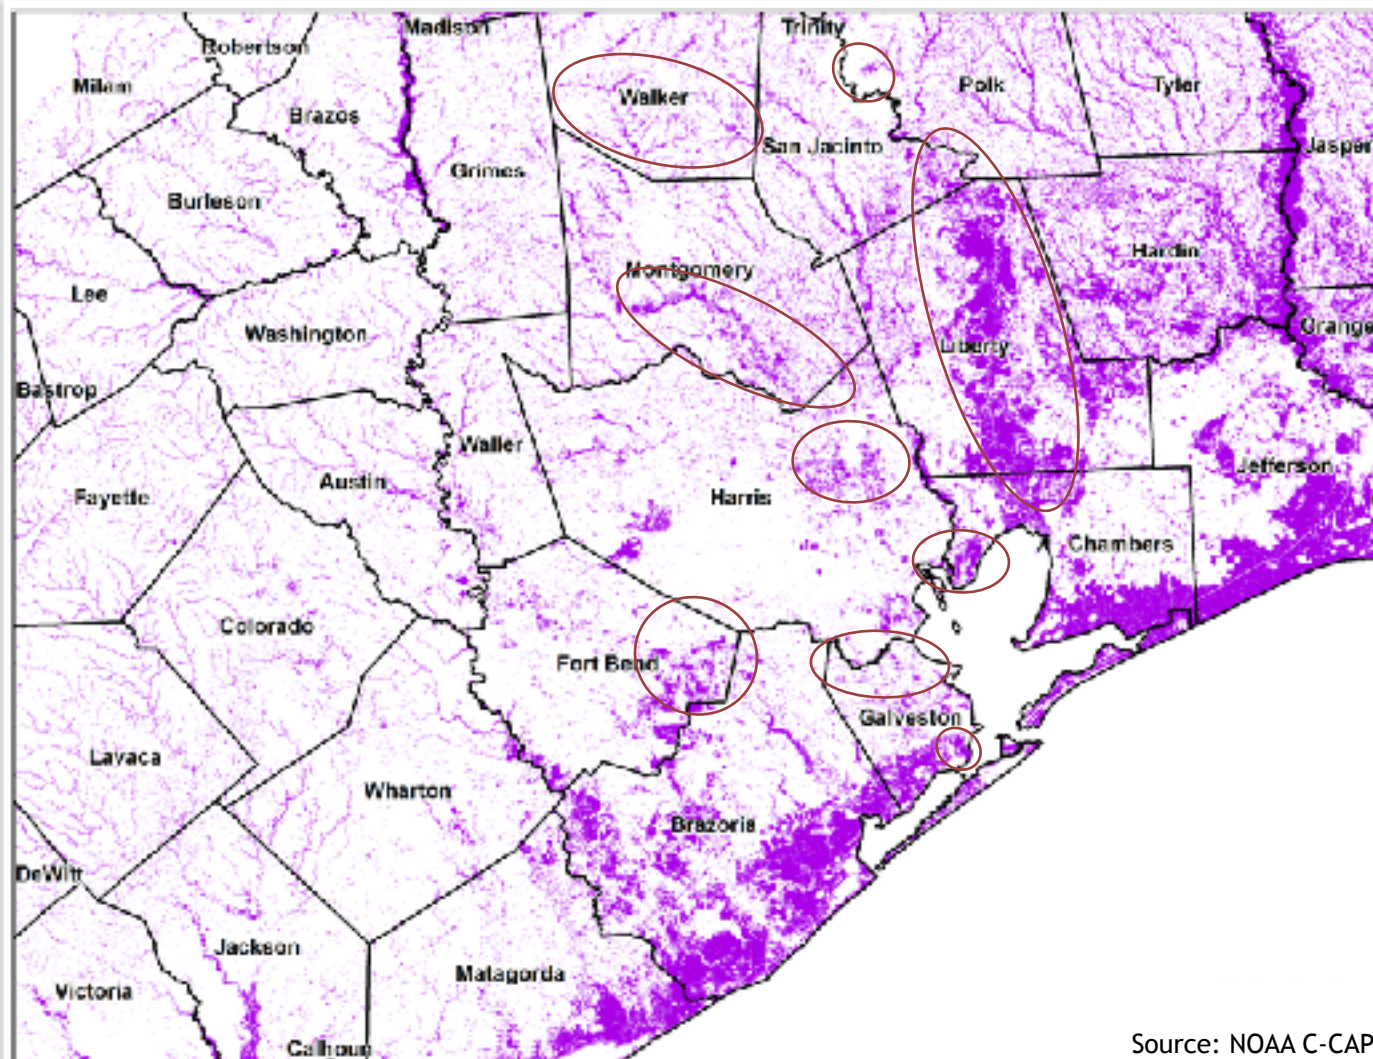 Madison
Trinity
Robertson
Milam
Walker
Polk
Tyler
Brazos
San Jacinto
Jasper
Grimes
Burleson
Hardin
Montgomery
Lee
Washington
Orange
Liberty
Bastrop
Waller
Jefferson
Austin
Fayette
Harris
Chambers
Colorado
Fort Bend
Galveston
Lavaca
Wharton
Brazoria
DeWitt
Jackson
Matagorda
Victoria
Calhoun
Source: NOAA C-CAP